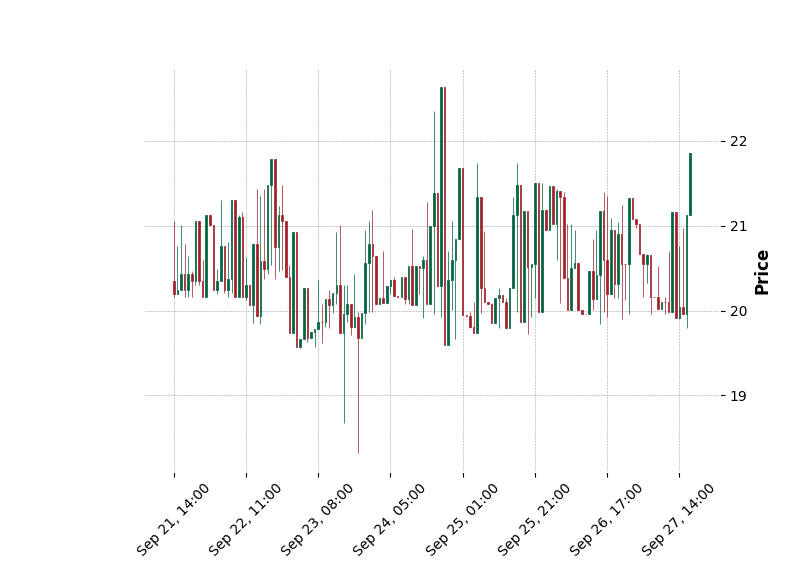 22
21
20
19
Price
Sep 21, 14:00
Sep 22, 11:00
Sep 23, 08:00
Sep 24, 05:00
Sep 25, 01:00
Sep 25, 21:00
Sep 26, 17:00
Sep 27, 14:00